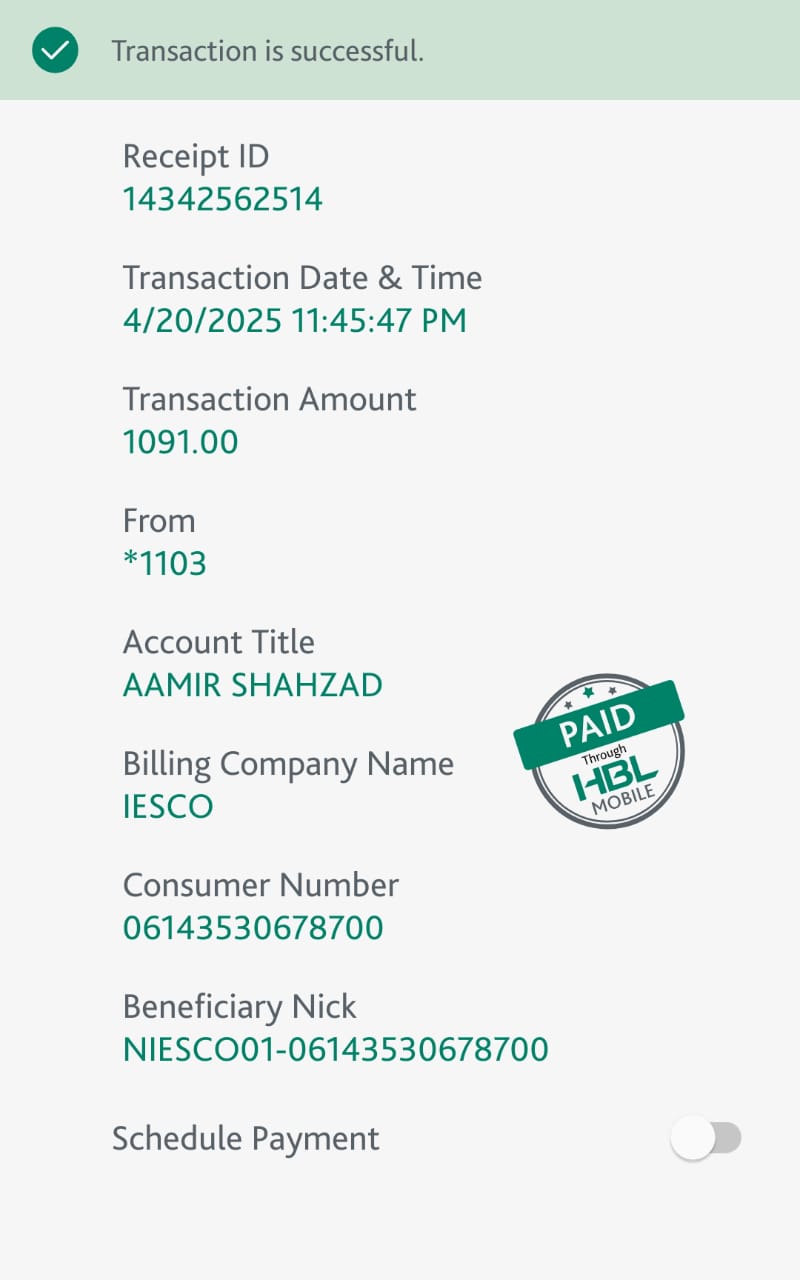 Transaction is successful.
Receipt ID
14342562514
Transaction Date & Time
4/20/2025 11:45:47 PM
Transaction Amount
1091.00
From
*1103
Account Title
AAMIR SHAHZAD
Billing Company Name
IESCO
PAID
Through
HBL
MOBILE
Consumer Number
06143530678700
Beneficiary Nick
NIESCO01-06143530678700
Schedule Payment